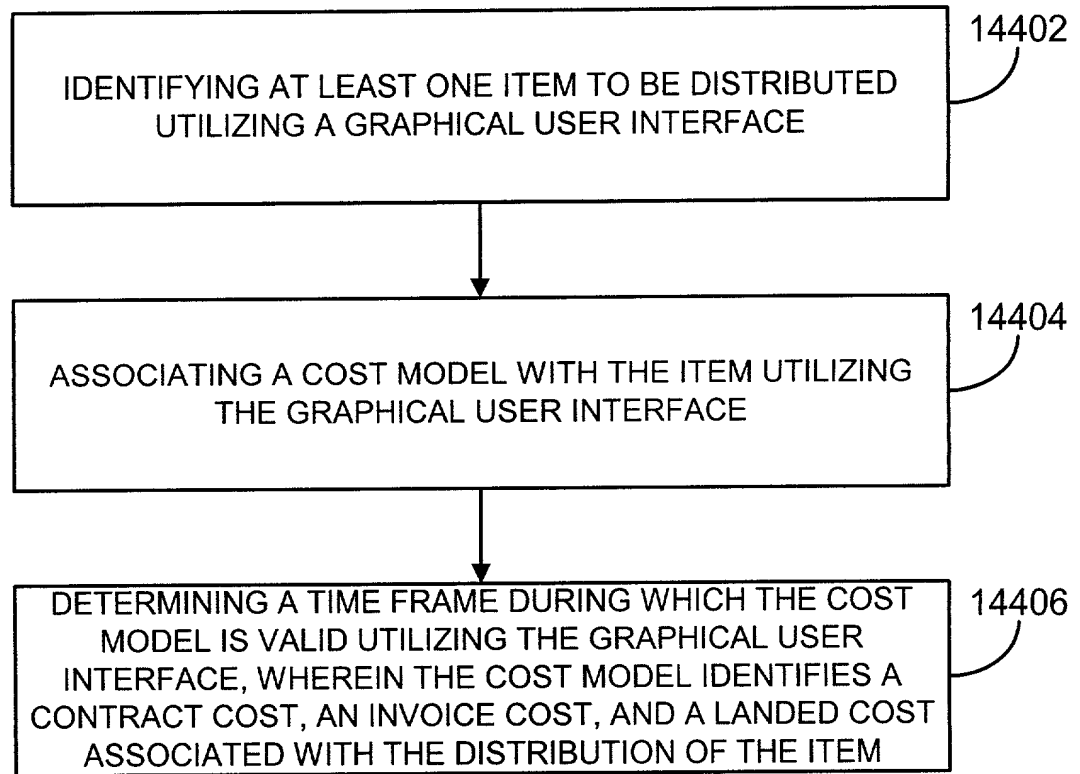 14402
IDENTIFYING AT LEAST ONE ITEM TO BE DISTRIBUTED
UTILIZING A GRAPHICAL USER INTERFACE
14404
ASSOCIATING A COST MODEL WITH THE ITEM UTILIZING
THE GRAPHICAL USER INTERFACE
14406
DETERMINING A TIME FRAME DURING WHICH THE COST
MODEL IS VALID UTILIZING THE GRAPHICAL USER
INTERFACE, WHEREIN THE COST MODEL IDENTIFIES A
CONTRACT COST, AN INVOICE COST, AND A LANDED COST
ASSOCIATED WITH THE DISTRIBUTION OF THE ITEM